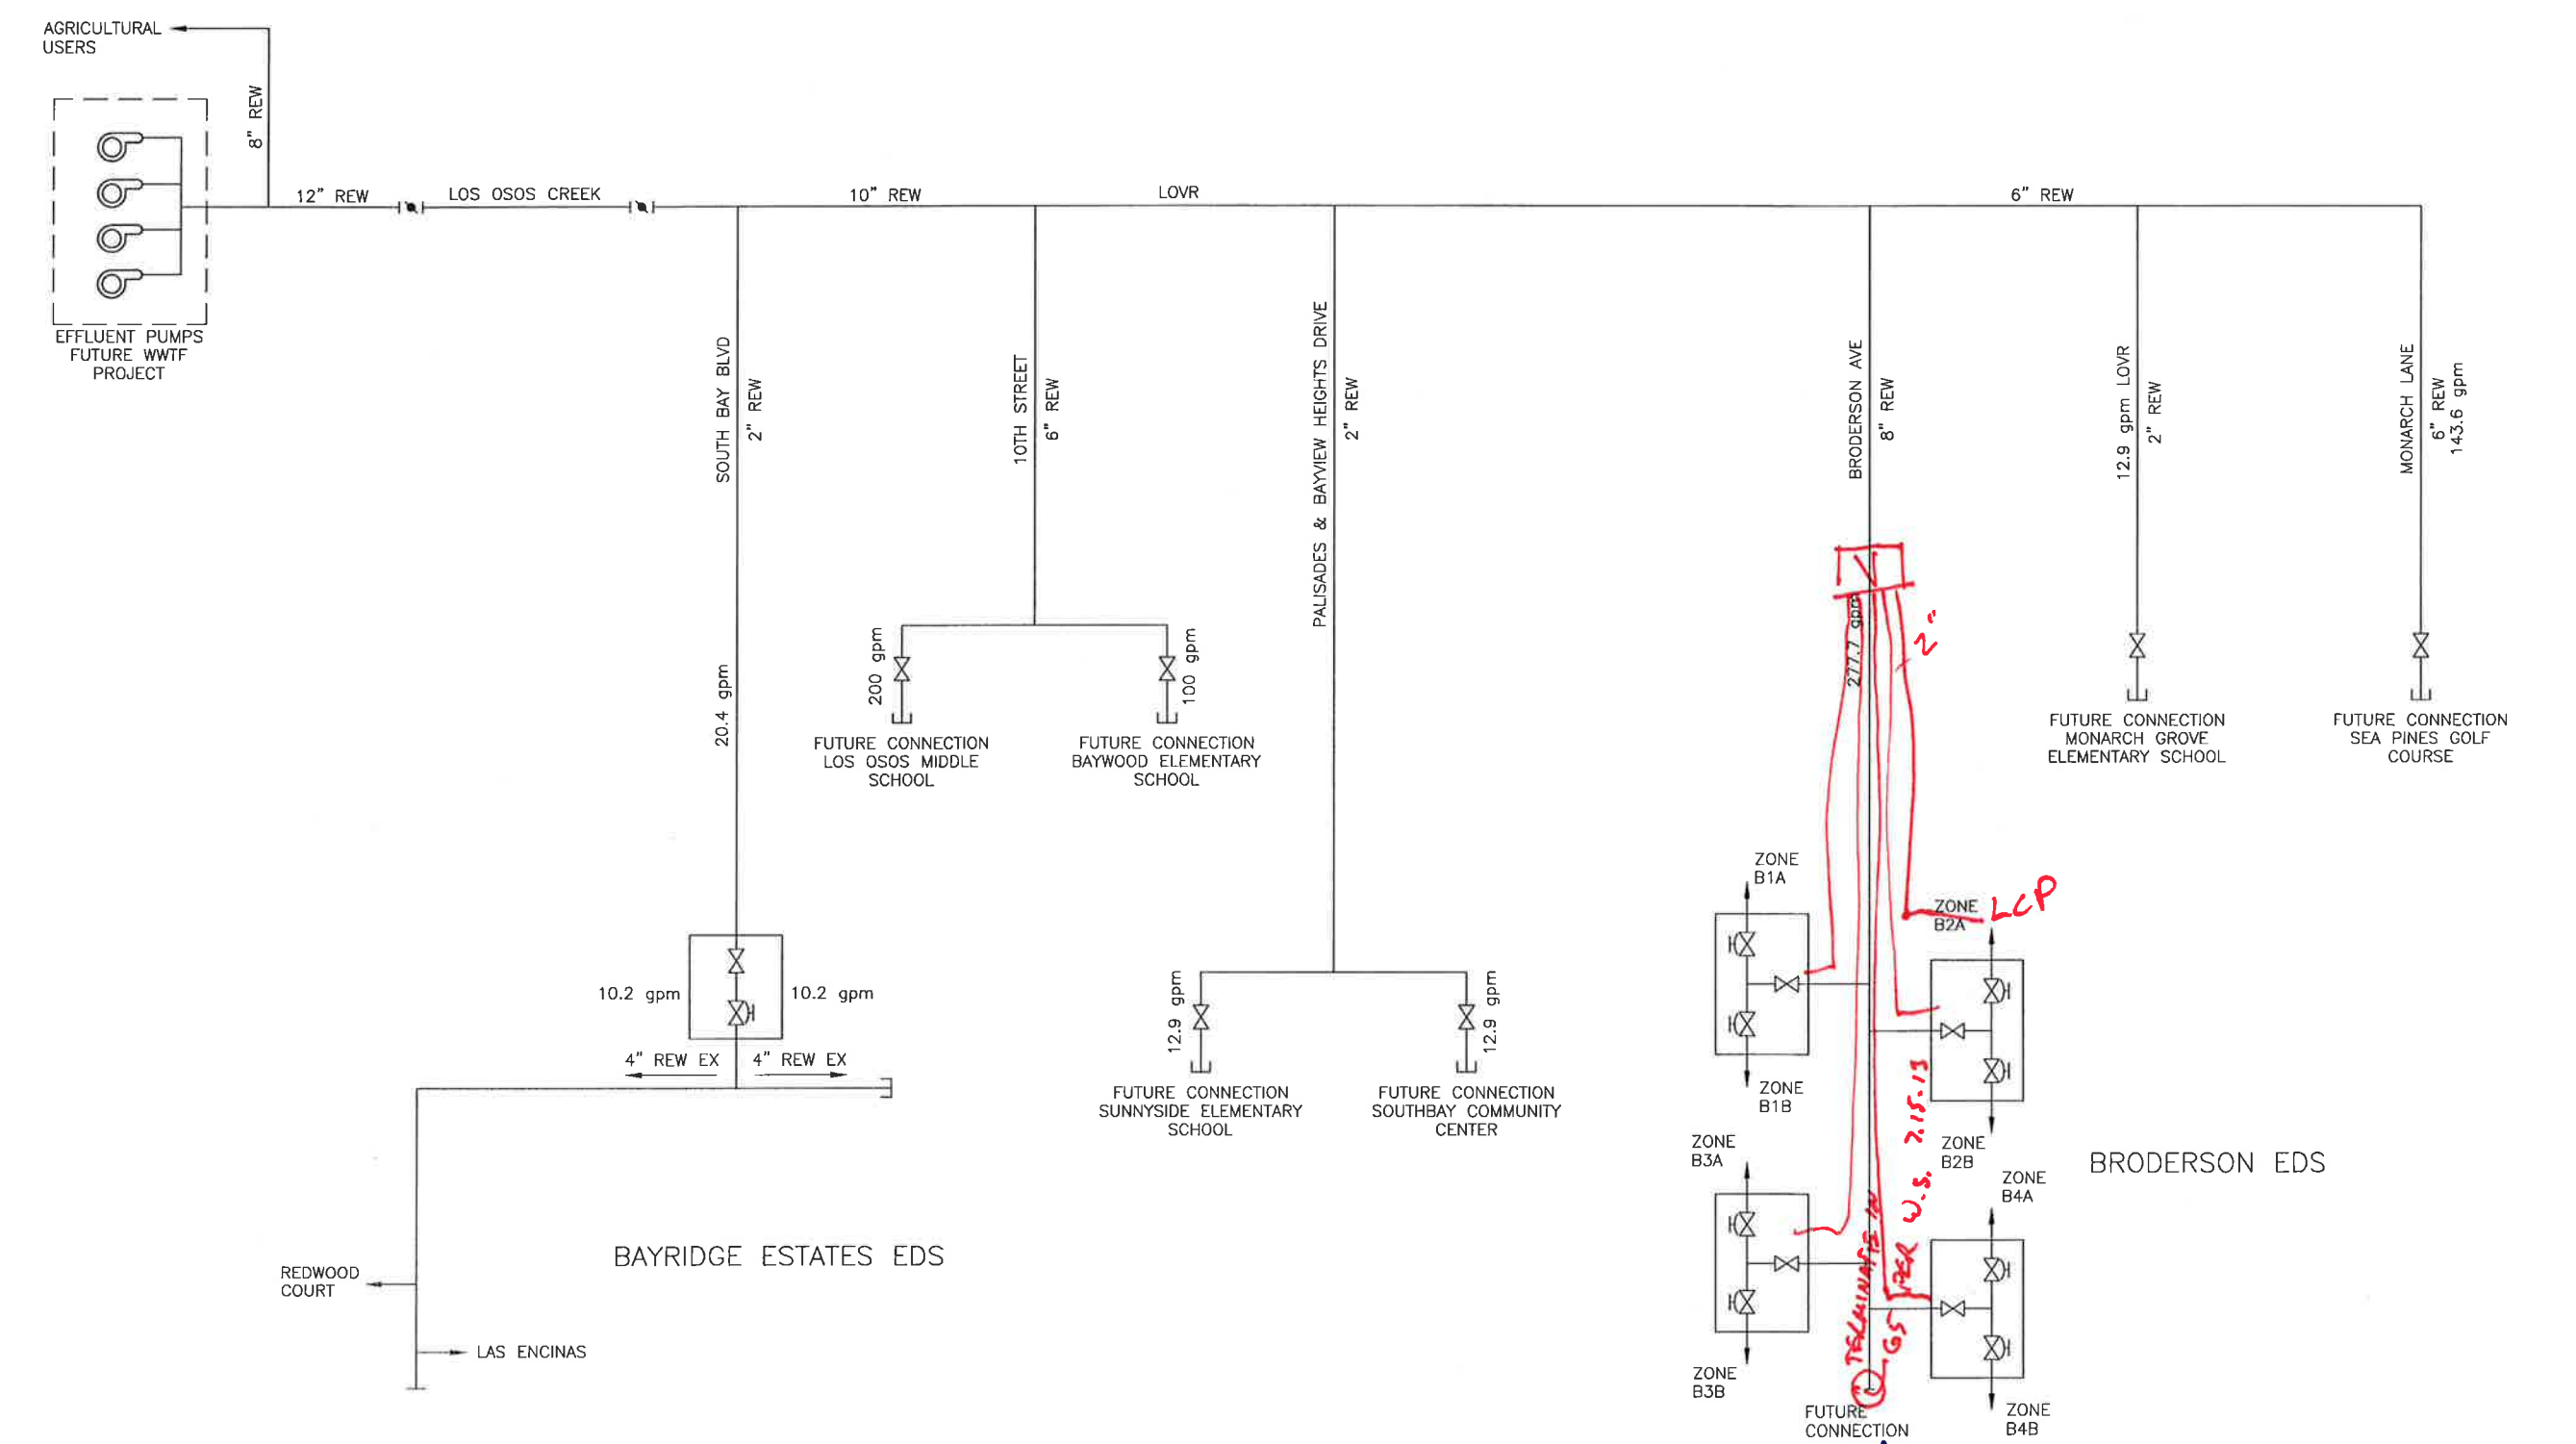 AGRICULTURAL
USERS
8" REW
EFFLUENT PUMPS
FUTURE WWTF
PROJECT
12" REW
LOS OSOS CREEK
10" REW
LOVR
6" REW
SOUTH BAY BLVD
2" REW
20.4 gpm
10.2 gpm
10.2 gpm
4" REW EX
4" REW EX
REDWOOD
COURT
LAS ENCINAS
BAYRIDGE ESTATES EDS
10TH STREET
6" REW
200 gpm
100 gpm
FUTURE CONNECTION
LOS OSOS MIDDLE
SCHOOL
FUTURE CONNECTION
BAYWOOD ELEMENTARY
SCHOOL
PALISADES & BAYVIEW HEIGHTS DRIVE
2" REW
12.9 gpm
12.9 gpm
FUTURE CONNECTION
SUNNYSIDE ELEMENTARY
SCHOOL
FUTURE CONNECTION
SOUTHBAY COMMUNITY
CENTER
BRODERSON AVE
8" REW
277.7 gpm
2"
LCP
ZONE
B1A
ZONE
B1B
ZONE
B2A
ZONE
B2B
ZONE
B3A
ZONE
B3B
ZONE
B4A
ZONE
B4B
TERMINATE IN
G5
PER W.S. 7.15.13
FUTURE
CONNECTION
BRODERSON EDS
12.9 gpm LOVR
2" REW
FUTURE CONNECTION
MONARCH GROVE
ELEMENTARY SCHOOL
MONARCH LANE
6" REW
143.6 gpm
FUTURE CONNECTION
SEA PINES GOLF
COURSE